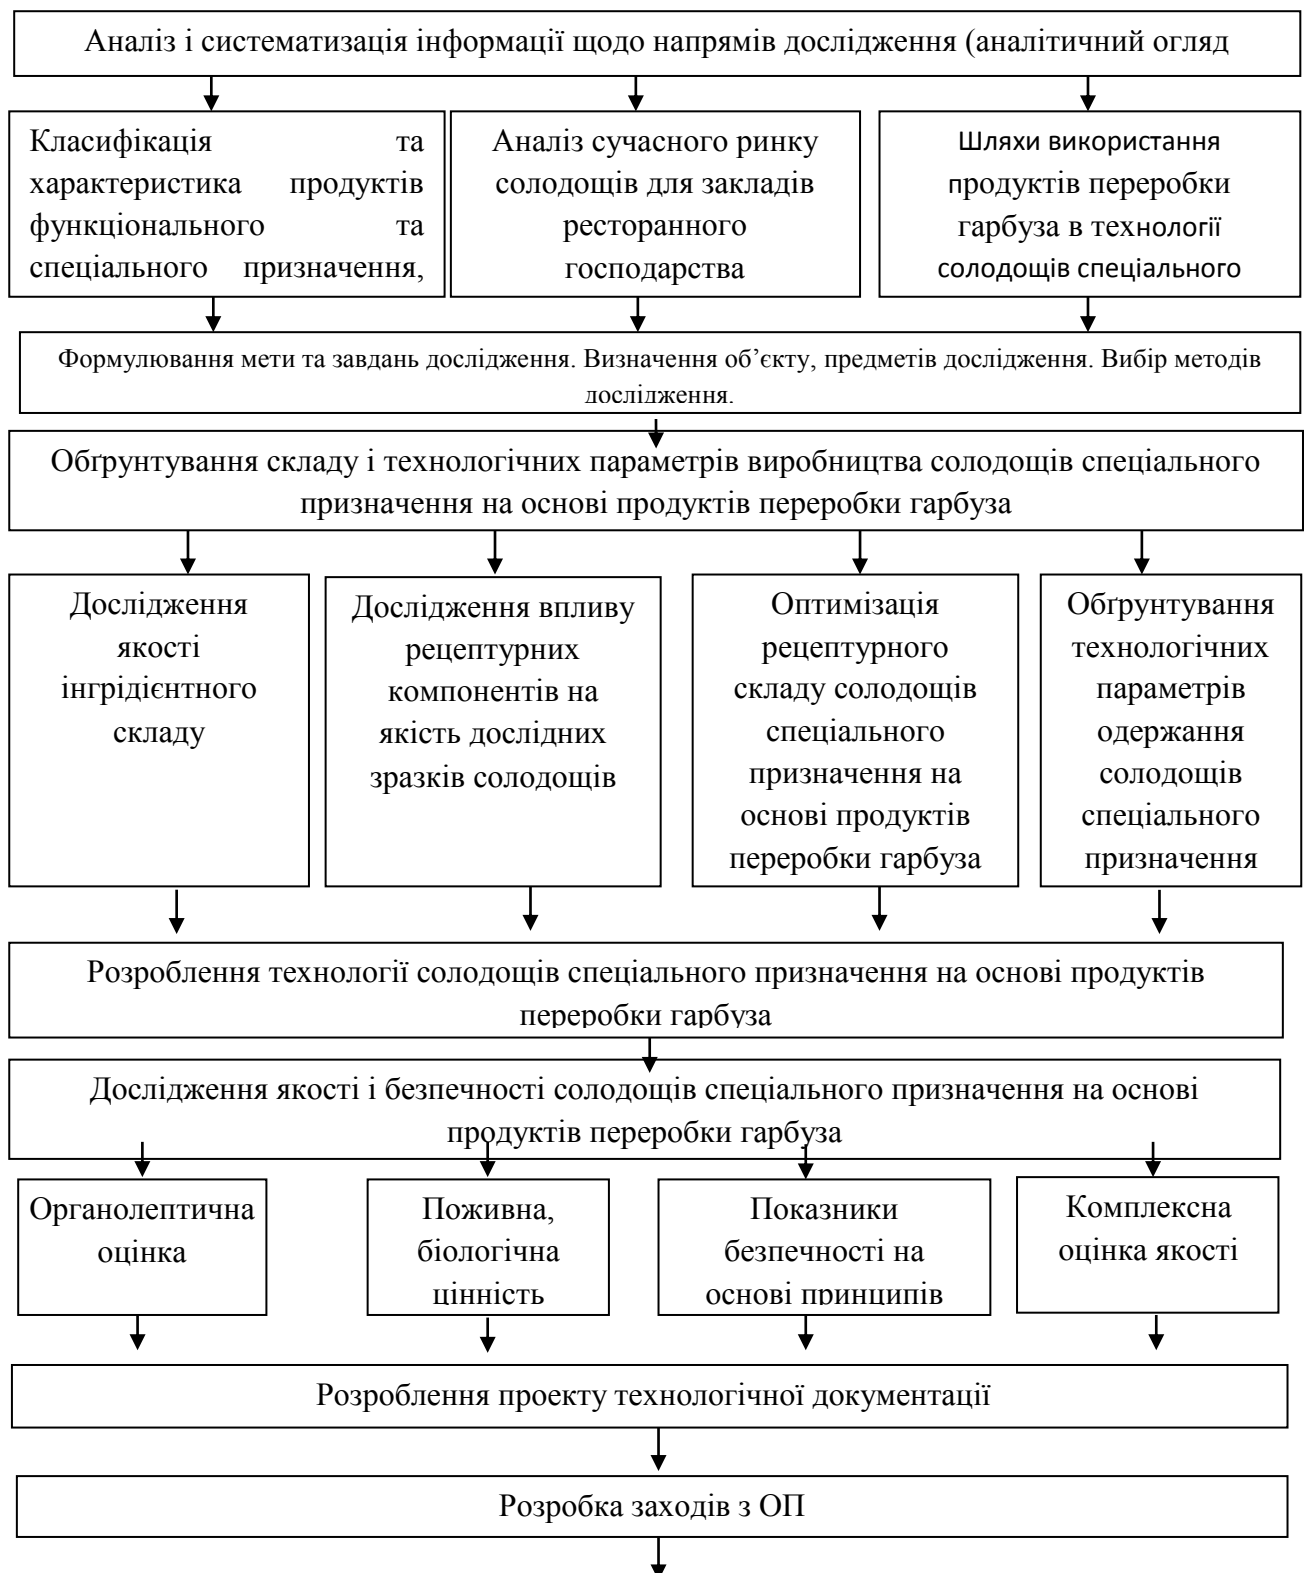 Аналіз і систематизація інформації щодо напрямів дослідження (аналітичний огляд
Класифікація та
характеристика продуктів
функціонального та
спеціального призначення,
Аналіз сучасного ринку
солодощів для закладів
ресторанного
господарства
Шляхи використання
продуктів переробки
гарбуза в технології
солодощів спеціального
Формулювання мети та завдань дослідження. Визначення об’єкту, предметів дослідження. Вибір методів
дослідження.
Обґрунтування складу і технологічних параметрів виробництва солодощів спеціального
призначення на основі продуктів переробки гарбуза
Дослідження
якості
інгрідієнтного
складу
Дослідження впливу
рецептурних
компонентів на
якість дослідних
зразків солодощів
Оптимізація
рецептурного
складу солодощів
спеціального
призначення на
основі продуктів
переробки гарбуза
Обґрунтування
технологічних
параметрів
одержання
солодощів
спеціального
призначення
Розроблення технології солодощів спеціального призначення на основі продуктів
переробки гарбуза
Дослідження якості і безпечності солодощів спеціального призначення на основі
продуктів переробки гарбуза
Органолептична
оцінка
Поживна,
біологічна
цінність
Показники
безпечності на
основі принципів
Комплексна
оцінка якості
Розроблення проекту технологічної документації
Розробка заходів з ОП